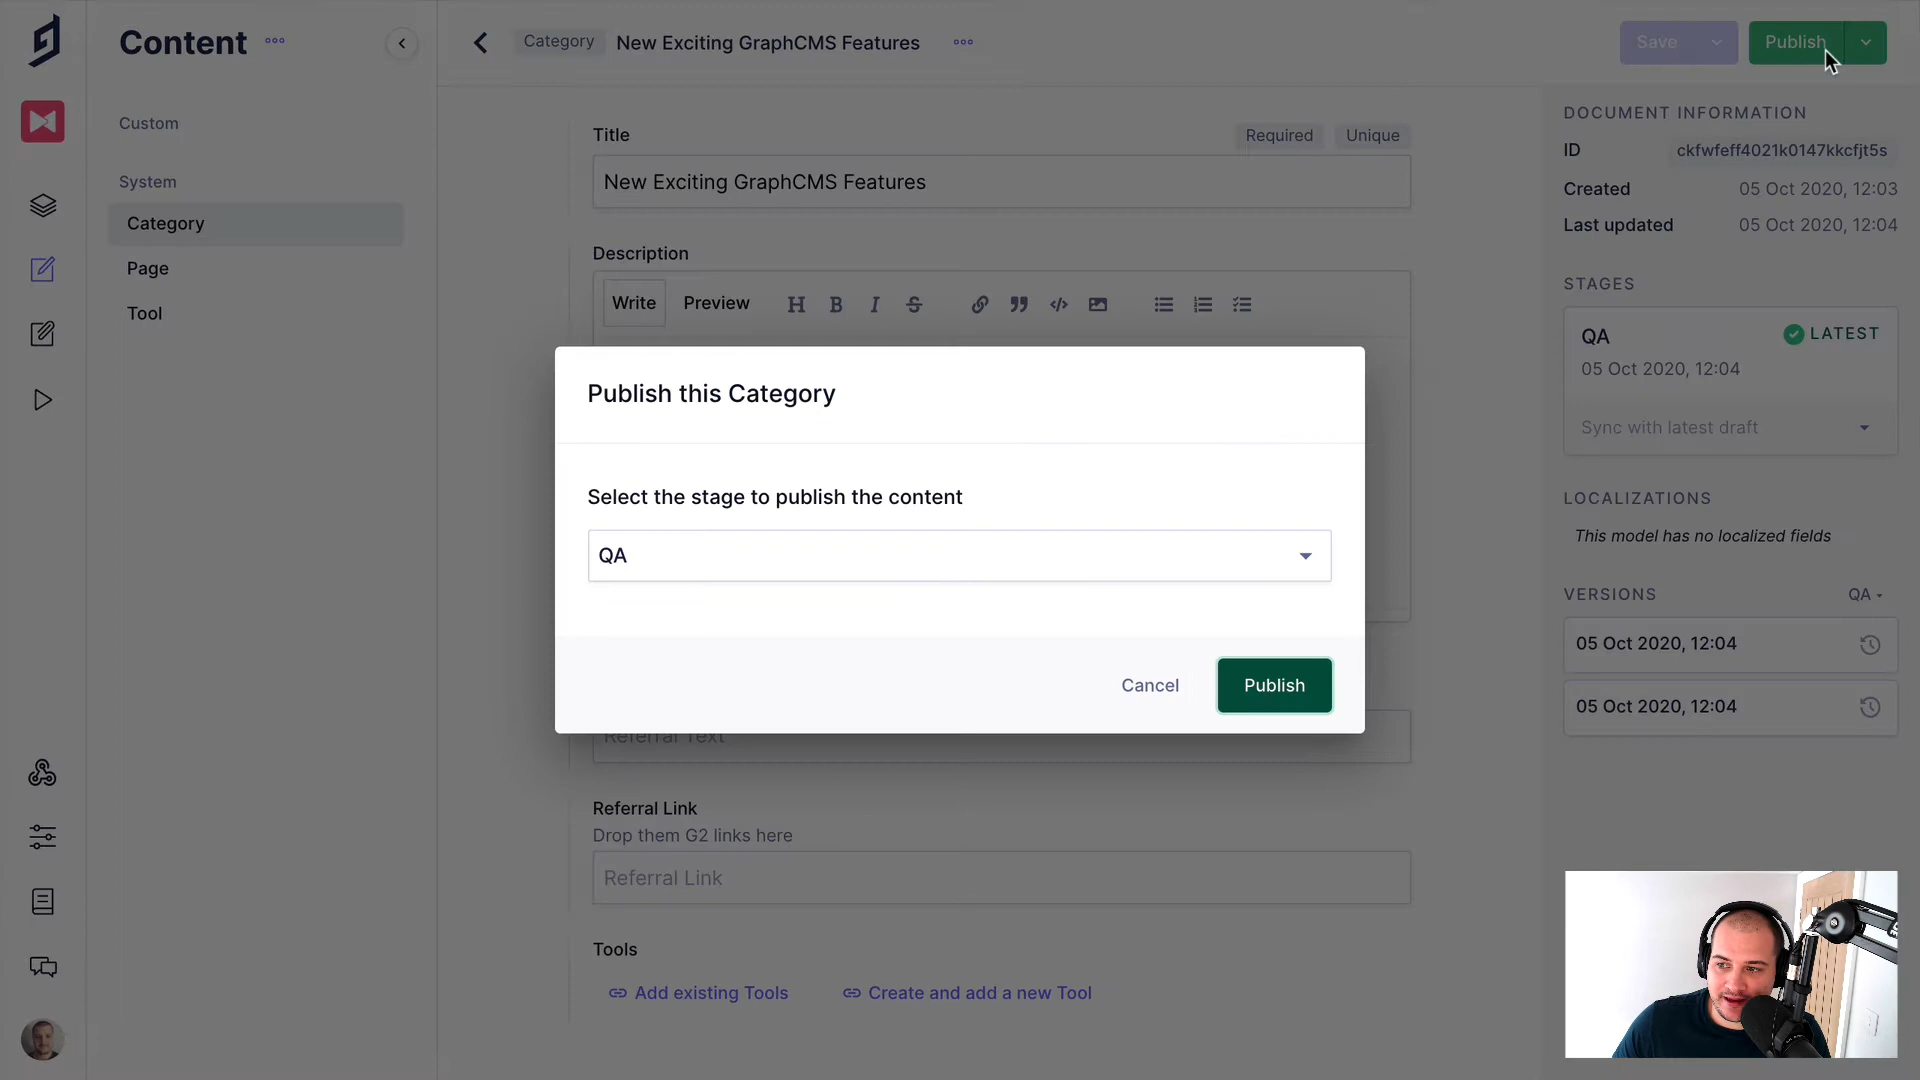 Content
Category
New Exciting GraphCMS Features
Save
Publish
Custom
System
Category
Page
Tool
Title
Required
Unique
New Exciting GraphCMS Features
Description
Write
Preview
Publish this Category
Select the stage to publish the content
QA
Cancel
Publish
Referral Text
Referral Link
Drop them G2 links here
Referral Link
Tools
Add existing Tools
Create and add a new Tool
DOCUMENT INFORMATION
ID ckfwfeff4021k0147kkcfjt5s
Created 05 Oct 2020, 12:03
Last updated 05 Oct 2020, 12:04
STAGES
QA LATEST
05 Oct 2020, 12:04
Sync with latest draft
LOCALIZATIONS
This model has no localized fields
VERSIONS QA
05 Oct 2020, 12:04
05 Oct 2020, 12:04